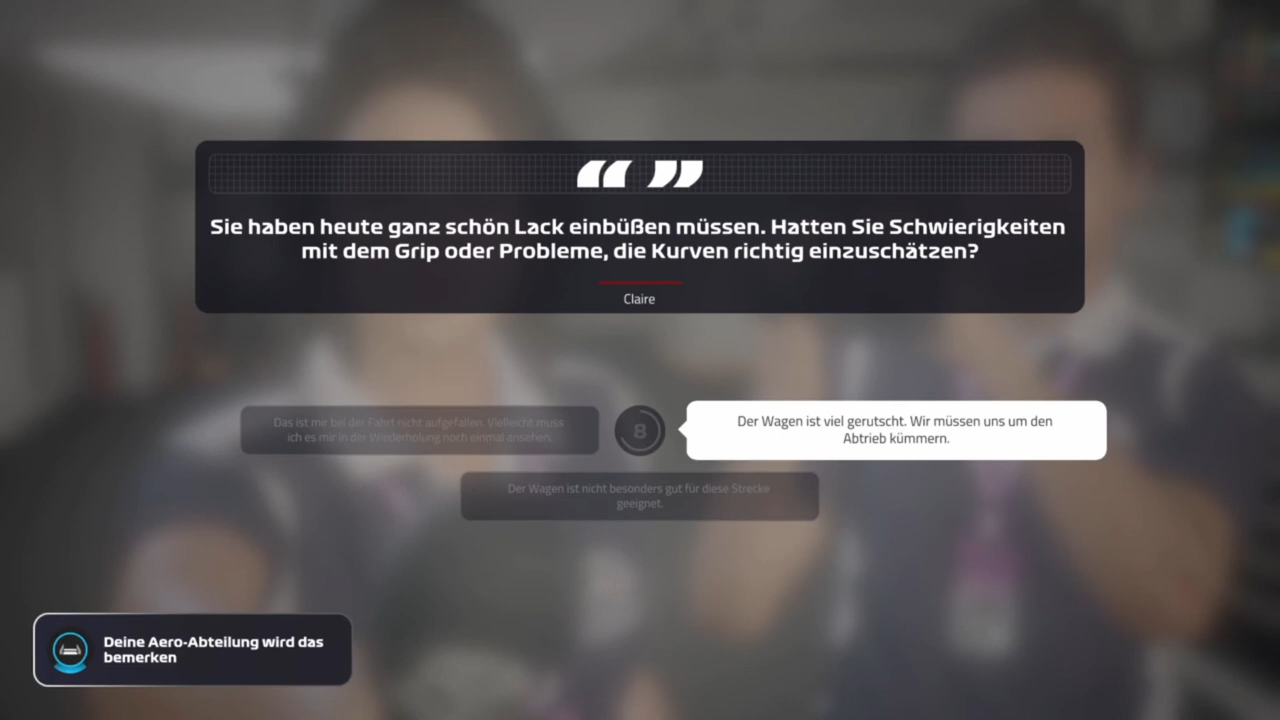 Sie haben heute ganz schön Lack einbüßen müssen. Hatten Sie Schwierigkeiten
mit dem Grip oder Probleme, die Kurven richtig einzuschätzen?
Claire
Das ist mir bei der Fahrt nicht aufgefallen. Vielleicht muss
ich es mir in der Wiederholung noch einmal ansehen.
8
Der Wagen ist viel gerutscht. Wir müssen uns um den
Abtrieb kümmern.
Der Wagen ist nicht besonders gut für diese Strecke
geeignet.
Deine Aero-Abteilung wird das
bemerken